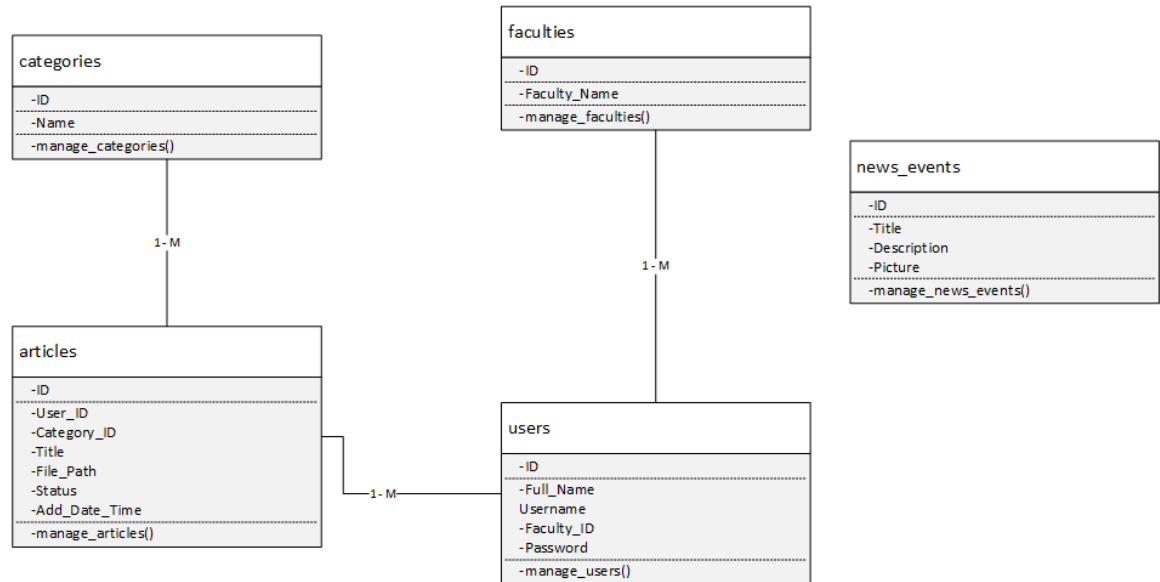 categories
-ID
-Name
-manage_categories()
faculties
-ID
-Faculty_Name
-manage_faculties()
news_events
-ID
-Title
-Description
-Picture
-manage_news_events()
1- M
1- M
articles
-ID
-User_ID
-Category_ID
-Title
-File_Path
-Status
-Add_Date_Time
-manage_articles()
1- M
users
-ID
-Full_Name
Username
-Faculty_ID
-Password
-manage_users()